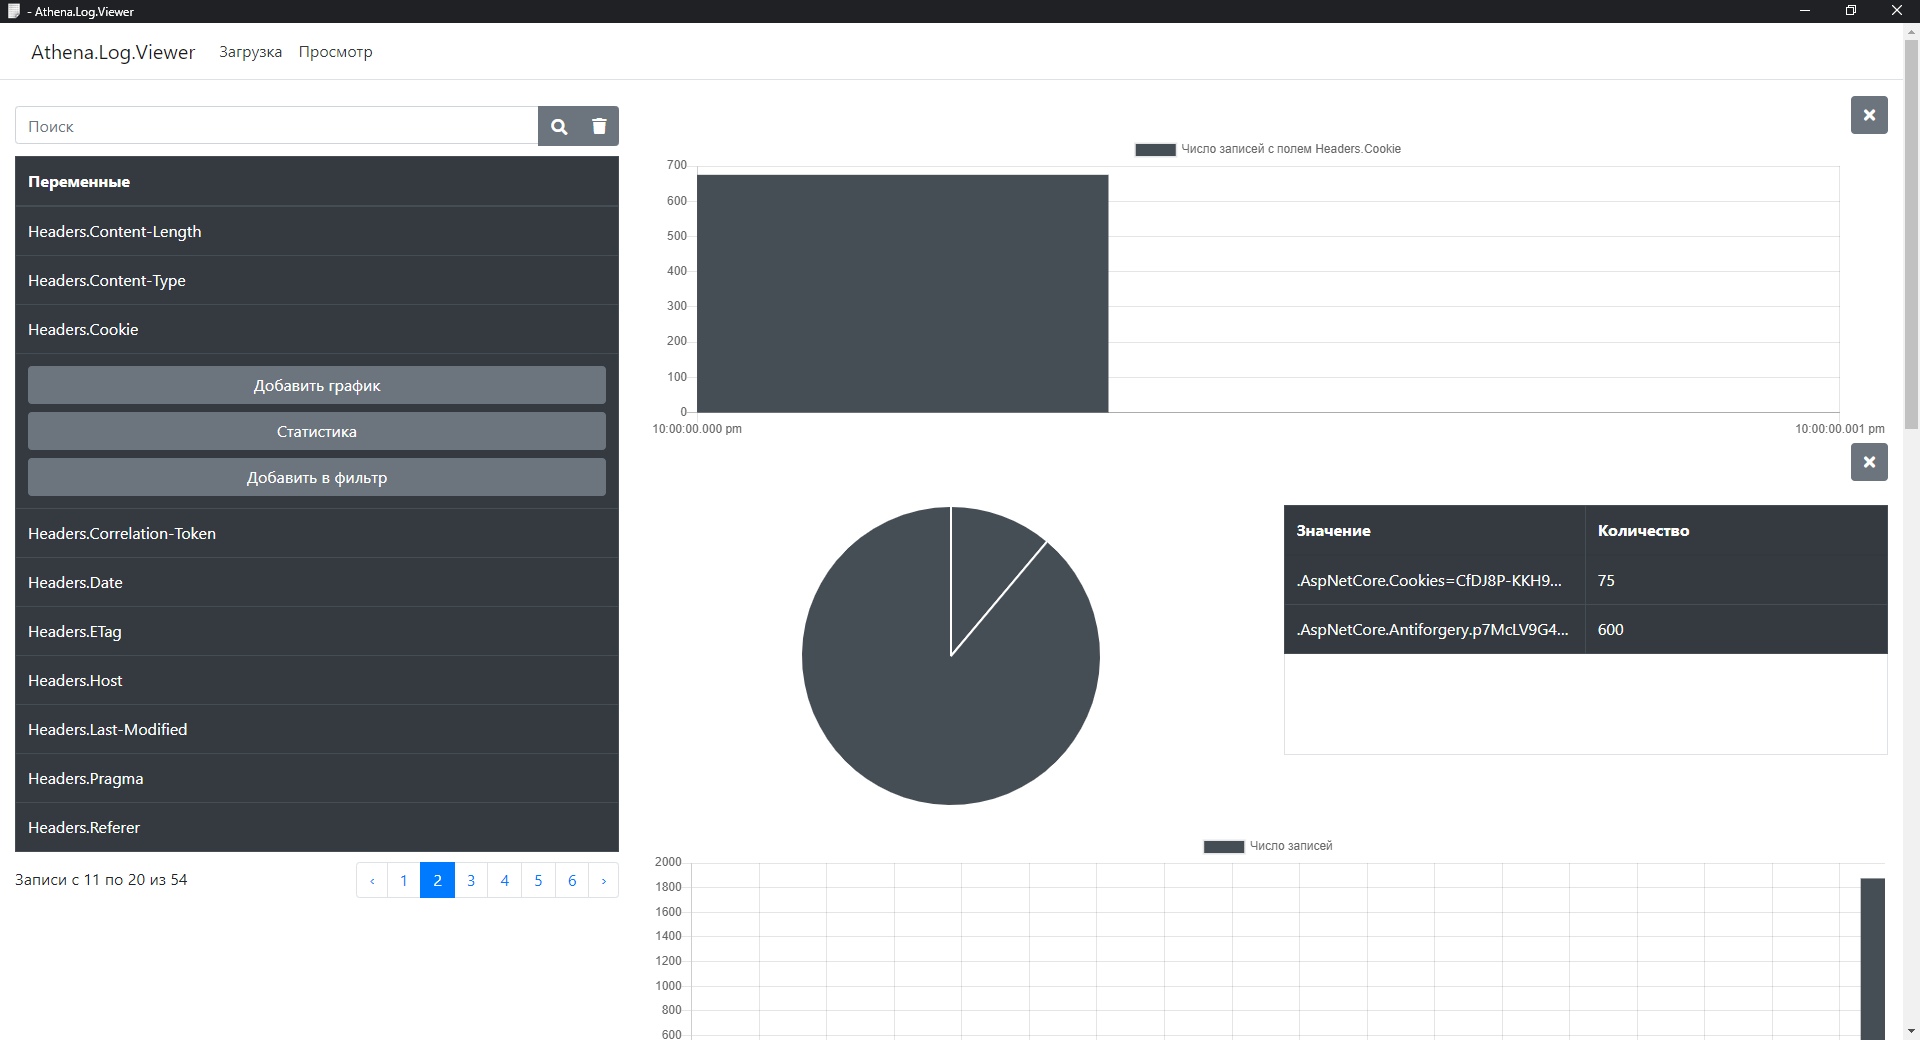 - Athena.Log.Viewer
Athena.Log.Viewer Загрузка Просмотр
Поиск
Переменные
Headers.Content-Length
Headers.Content-Type
Headers.Cookie
Добавить график
Статистика
Добавить в фильтр
Headers.Correlation-Token
Headers.Date
Headers.ETag
Headers.Host
Headers.Last-Modified
Headers.Pragma
Headers.Referer
Записи с 11 по 20 из 54
‹ 1 2 3 4 5 6 ›
Число записей с полем Headers.Cookie
700
600
500
400
300
200
100
0
10:00:00.000 pm 10:00:00.001 pm
Значение Количество
.AspNetCore.Cookies=CfDJ8P-KKH9... 75
.AspNetCore.Antiforgery.p7McLV9G4... 600
Число записей
2000
1800
1600
1400
1200
1000
800
600